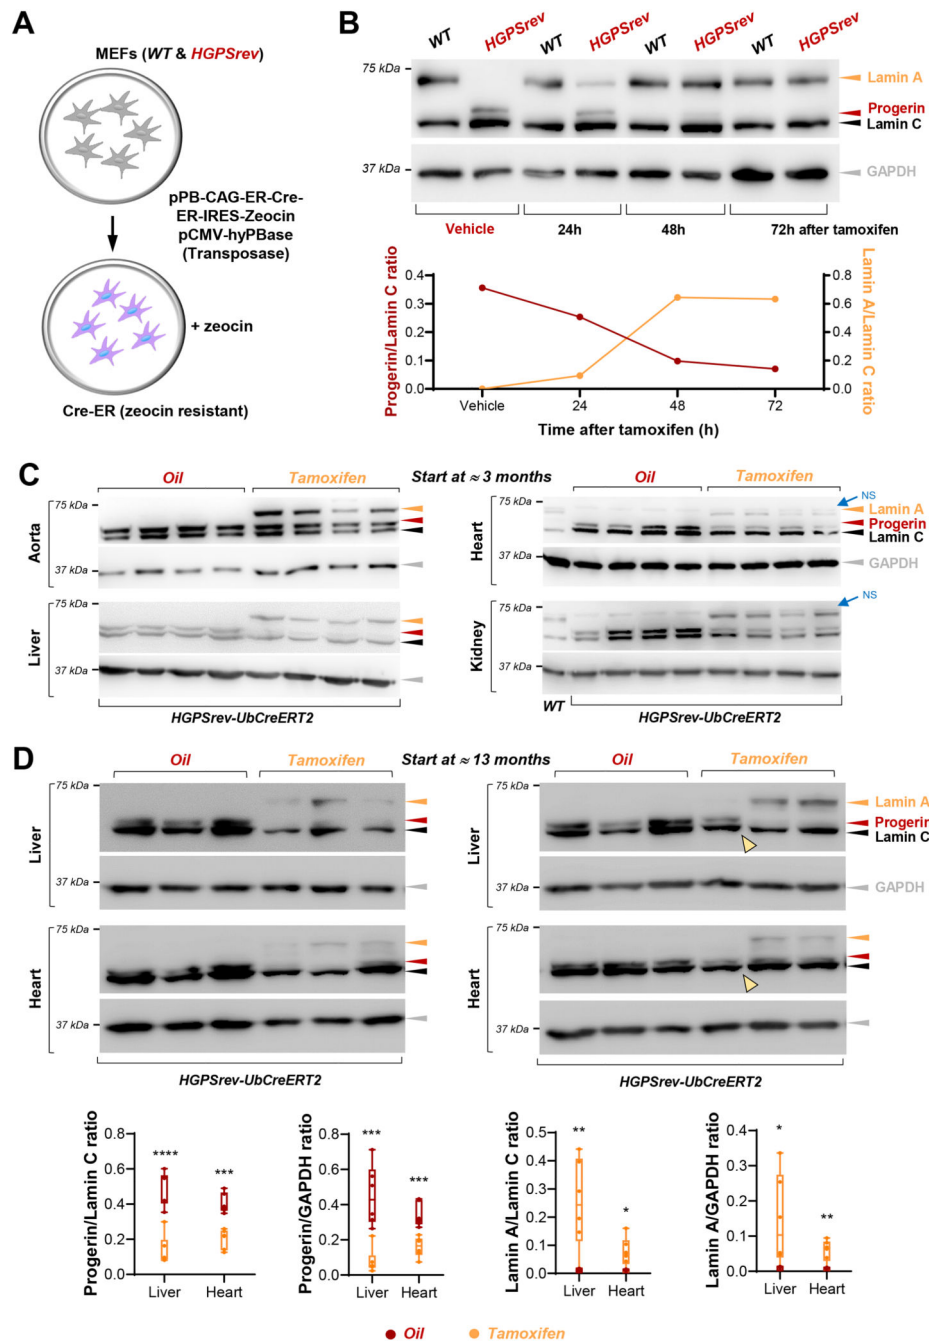 A
MEFs (WT & HGPSrev)
pPB-CAG-ER-Cre-
ER-IRES-Zeocin
pCMV-hyPBase
(Transposase)
+ zeocin
Cre-ER (zeocin resistant)
B
WT HGPSrev WT HGPSrev WT HGPSrev WT HGPSrev
75 kDa
Lamin A
Progerin
Lamin C
37 kDa
GAPDH
Vehicle 24h 48h 72h after tamoxifen
Progerin/Lamin C ratio
0.4
0.3
0.2
0.1
0.0
Lamin A/Lamin C ratio
0.8
0.6
0.4
0.2
0.0
Vehicle 24 48 72
Time after tamoxifen (h)
C
Oil Tamoxifen Start at ≈ 3 months Oil Tamoxifen
Aorta
75 kDa
37 kDa
Liver
75 kDa
37 kDa
HGPSrev-UbCreERT2
Heart
75 kDa
NS
Lamin A
Progerin
Lamin C
37 kDa
GAPDH
Kidney
75 kDa
NS
37 kDa
WT
HGPSrev-UbCreERT2
D
Oil Tamoxifen Start at ≈ 13 months Oil Tamoxifen
Liver
75 kDa
37 kDa
Heart
75 kDa
37 kDa
HGPSrev-UbCreERT2
Liver
75 kDa
Lamin A
Progerin
Lamin C
37 kDa
GAPDH
Heart
75 kDa
37 kDa
HGPSrev-UbCreERT2
Progerin/Lamin C ratio
0.8
0.6
0.4
0.2
0.0
****
***
Liver Heart
Progerin/GAPDH ratio
0.8
0.6
0.4
0.2
0.0
***
***
Liver Heart
Lamin A/Lamin C ratio
0.5
0.4
0.3
0.2
0.1
0.0
**
*
Liver Heart
Lamin A/GAPDH ratio
0.4
0.3
0.2
0.1
0.0
*
**
Liver Heart
Oil Tamoxifen